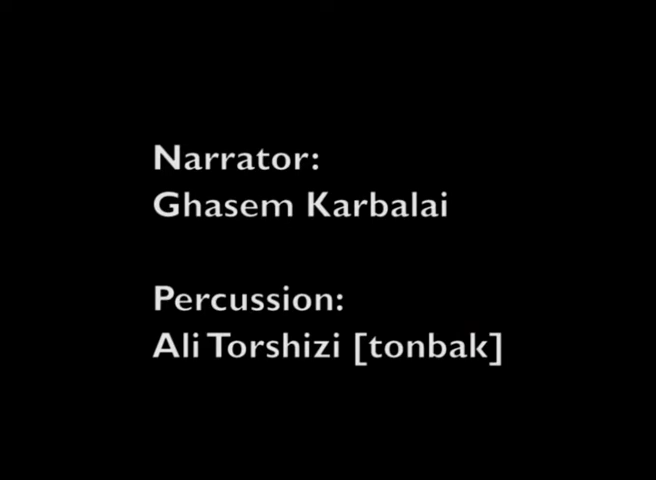 Narrator:
Ghasem Karbalai
Percussion:
Ali Torshizi [tonbak]